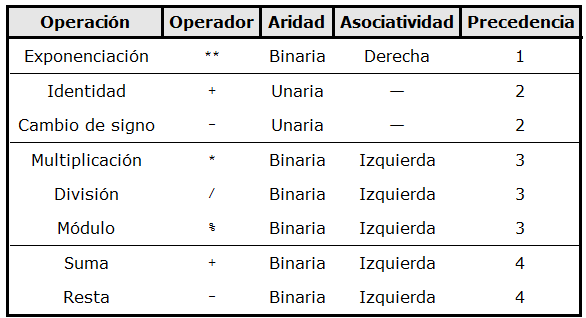 Operación Operador Aridad Asociatividad Precedencia
Exponenciación ** Binaria Derecha 1
Identidad + Unaria — 2
Cambio de signo - Unaria — 2
Multiplicación * Binaria Izquierda 3
División / Binaria Izquierda 3
Módulo % Binaria Izquierda 3
Suma + Binaria Izquierda 4
Resta - Binaria Izquierda 4